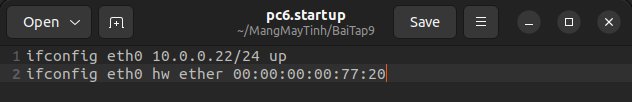 Open
pc6.startup
~/MangMayTinh/BaiTap9
Save
1 ifconfig eth0 10.0.0.22/24 up
2 ifconfig eth0 hw ether 00:00:00:00:77:20